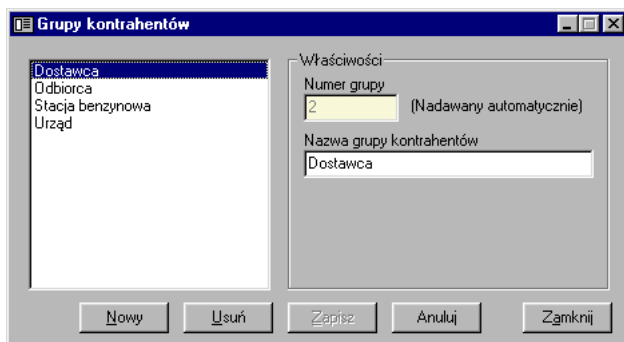 Grupy kontrahentów
Dostawca
Odbiorca
Stacja benzynowa
Urząd
Właściwości
Numer grupy
2 (Nadawany automatycznie)
Nazwa grupy kontrahentów
Dostawca
Nowy Usuń Zapisz Anuluj Zamknij